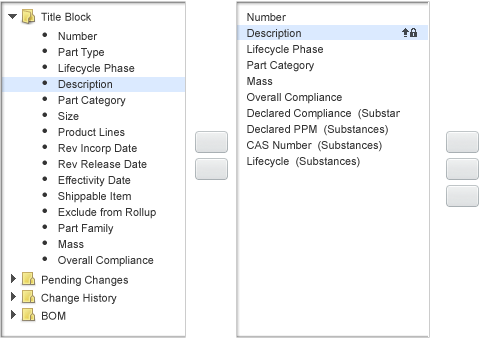 Title Block
Number
Part Type
Lifecycle Phase
Description
Part Category
Size
Product Lines
Rev Incorp Date
Rev Release Date
Effectivity Date
Shippable Item
Exclude from Rollup
Part Family
Mass
Overall Compliance
Pending Changes
Change History
BOM
Number
Description
Lifecycle Phase
Part Category
Mass
Overall Compliance
Declared Compliance (Substar
Declared PPM (Substances)
CAS Number (Substances)
Lifecycle (Substances)